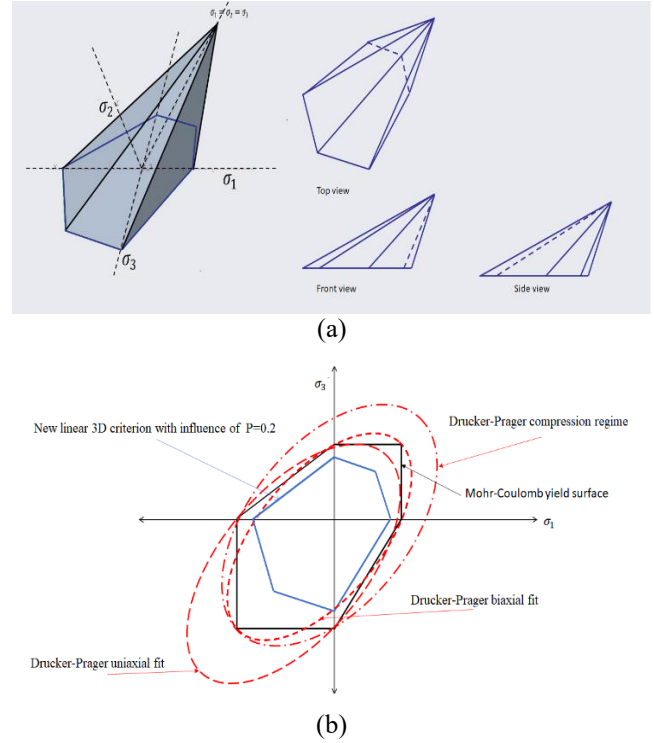 σ₁ ≠ σ₂ = σ₃
σ₂
σ₁
σ₃
Top view
Front view
Side view
(a)
σ₃
New linear 3D criterion with influence of P=0.2
Drucker-Prager compression regime
Mohr-Coulomb yield surface
σ₁
Drucker-Prager biaxial fit
Drucker-Prager uniaxial fit
(b)